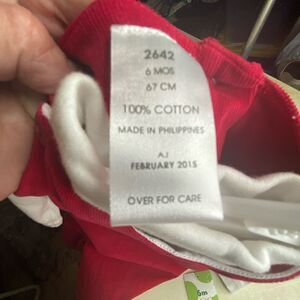 2642
6 MOS
67 CM
100% COTTON
MADE IN PHILIPPINES
AJ
FEBRUARY 2015
OVER FOR CARE
6m